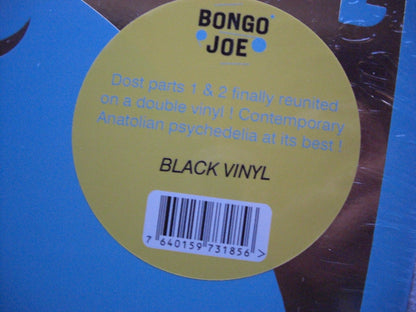 BONGO
JOE
Dost parts 1 & 2 finally reunited
on a double vinyl ! Contemporary
Anatolian psychedelia at its best !
BLACK VINYL
7 640159 731856 >